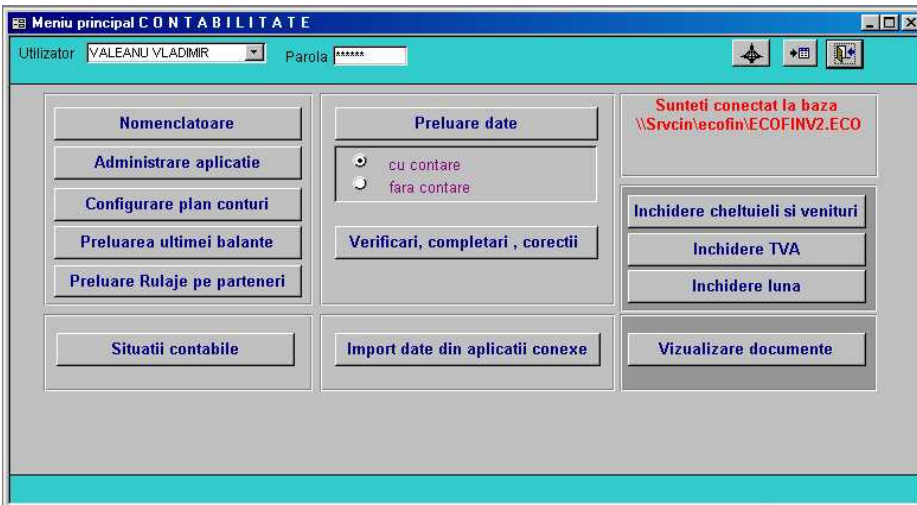 Meniu principal C O N T A B I L I T A T E
Utilizator VALEANU VLADIMIR Parola ******
Nomenclatoare
Administrare aplicatie
Configurare plan conturi
Preluarea ultimei balante
Preluare Rulaje pe parteneri
Preluare date
cu contare
fara contare
Verificari, completari , corectii
Sunteti conectat la baza
\\Srvcin\ecofin\ECOFINV2.ECO
Inchidere cheltuieli si venituri
Inchidere TVA
Inchidere luna
Situatii contabile
Import date din aplicatii conexe
Vizualizare documente